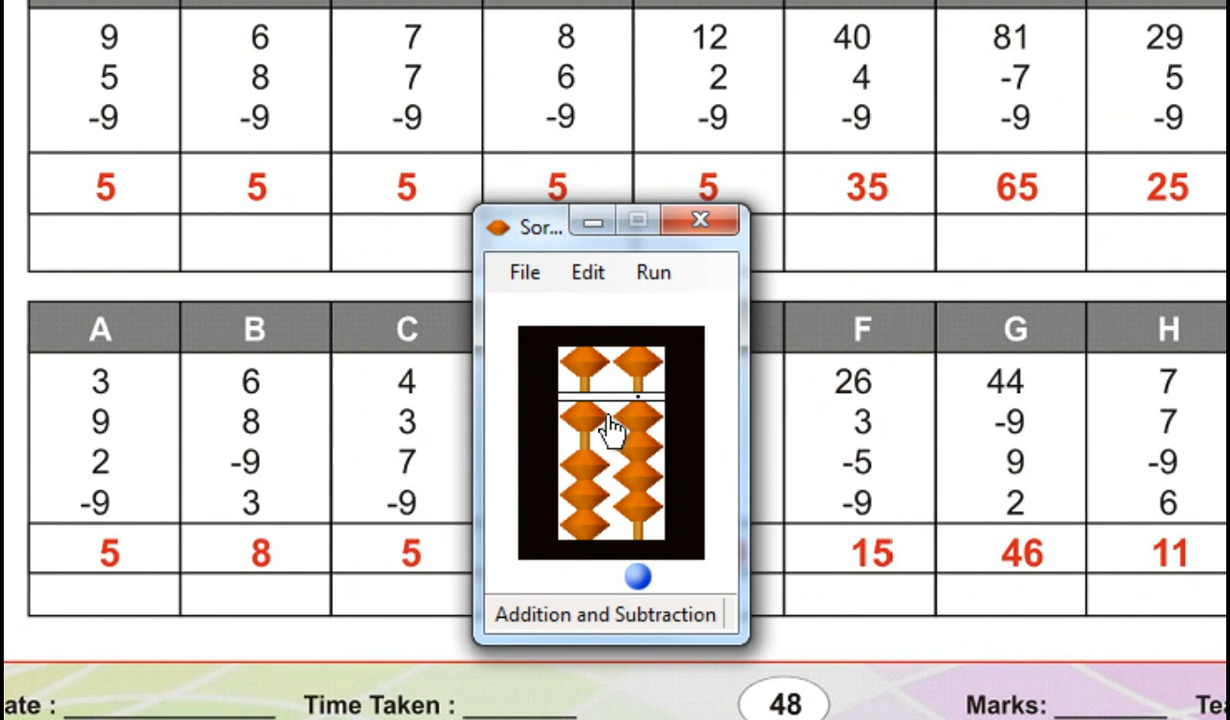 9 6 7 8 12 40 81 29
5 8 7 6 2 4 -7 5
-9 -9 -9 -9 -9 -9 -9 -9
5 5 5 5 5 35 65 25
Sor...
File Edit Run
A B C F G H
3 6 4 26 44 7
9 8 3 3 -9 7
2 -9 7 -5 9 -9
-9 3 -9 -9 2 6
5 8 5 15 46 11
Addition and Subtraction
ate : Time Taken : 48 Marks: Te